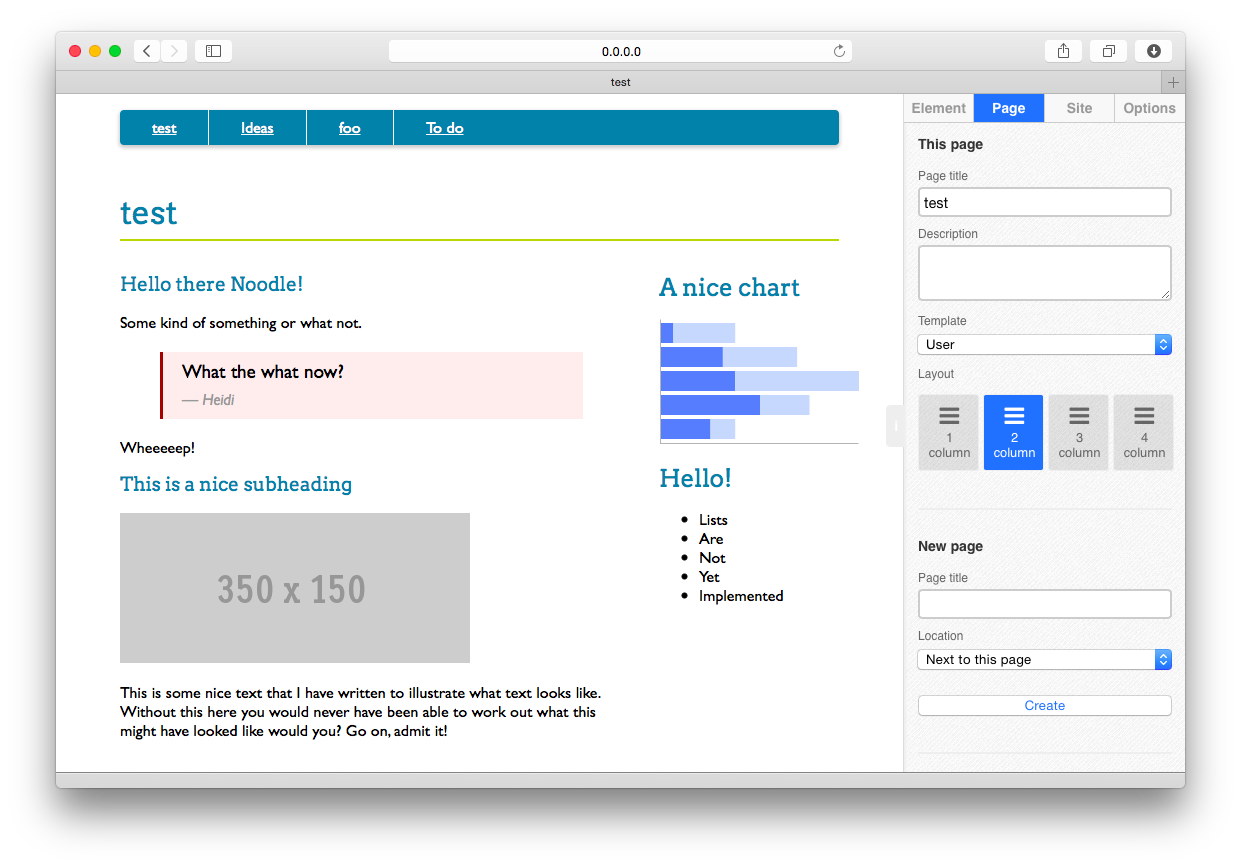 0.0.0.0
test
test
Ideas
foo
To do
test
Hello there Noodle!
Some kind of something or what not.
What the what now?
— Heidi
Wheeeeep!
This is a nice subheading
350 x 150
This is some nice text that I have written to illustrate what text looks like.
Without this here you would never have been able to work out what this
might have looked like would you? Go on, admit it!
A nice chart
Hello!
Lists
Are
Not
Yet
Implemented
Element
Page
Site
Options
This page
Page title
test
Description
Template
User
Layout
1
column
2
column
3
column
4
column
New page
Page title
Location
Next to this page
Create